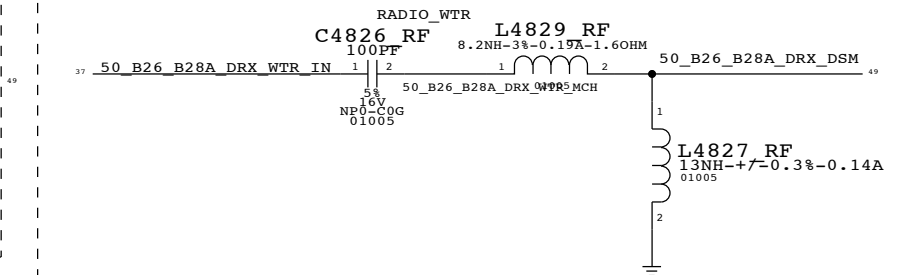 RADIO_WTR
C4826_RF
100PF
L4829_RF
8.2NH-3%-0.19A-1.6OHM
37
50_B26_B28A_DRX_WTR_IN
1
2
1
2
50_B26_B28A_DRX_DSM
49
49
50_B26_B28A_DRX_WTR_MCH
01005
5%
16V
NP0-C0G
01005
1
L4827_RF
13NH-+/-0.3%-0.14A
01005
2